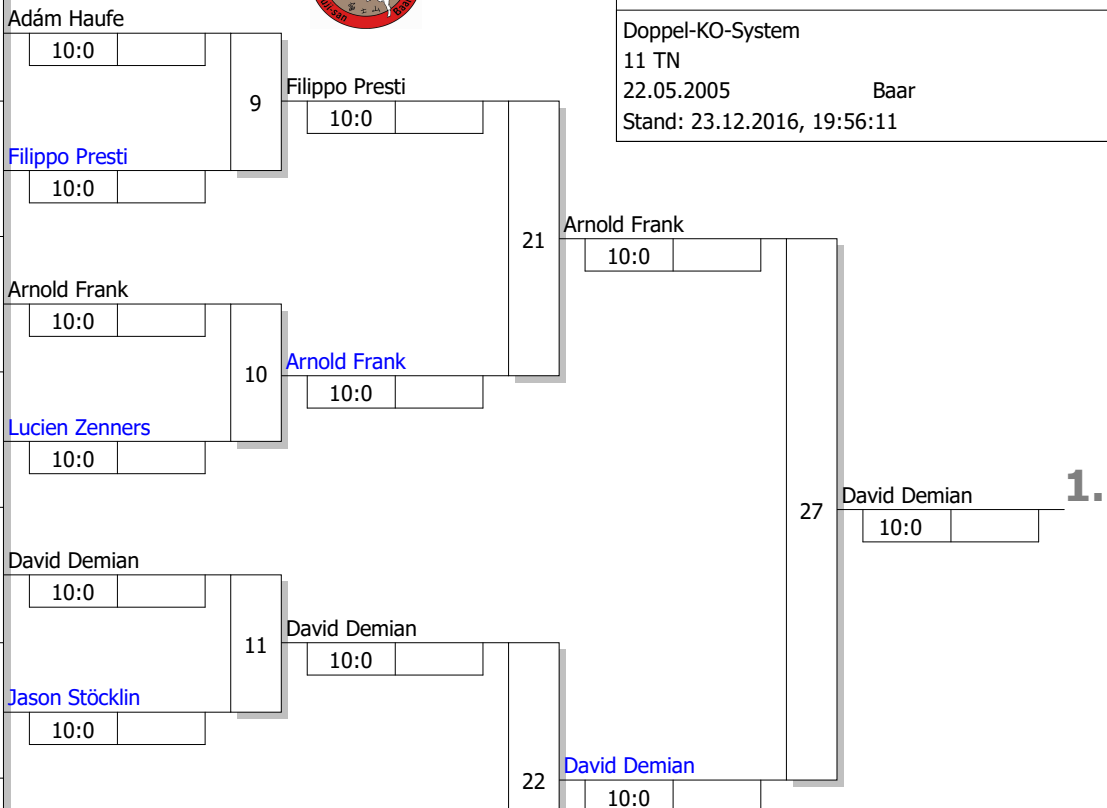 Doppel-KO-System
11 TN
22.05.2005 Baar
Stand: 23.12.2016, 19:56:11
Adám Haufe
10:0
9
Filippo Presti
10:0
Filippo Presti
10:0
21
Arnold Frank
10:0
Arnold Frank
10:0
10
Arnold Frank
10:0
Lucien Zenners
10:0
27
David Demian
10:0
1.
David Demian
10:0
11
David Demian
10:0
Jason Stöcklin
10:0
22
David Demian
10:0